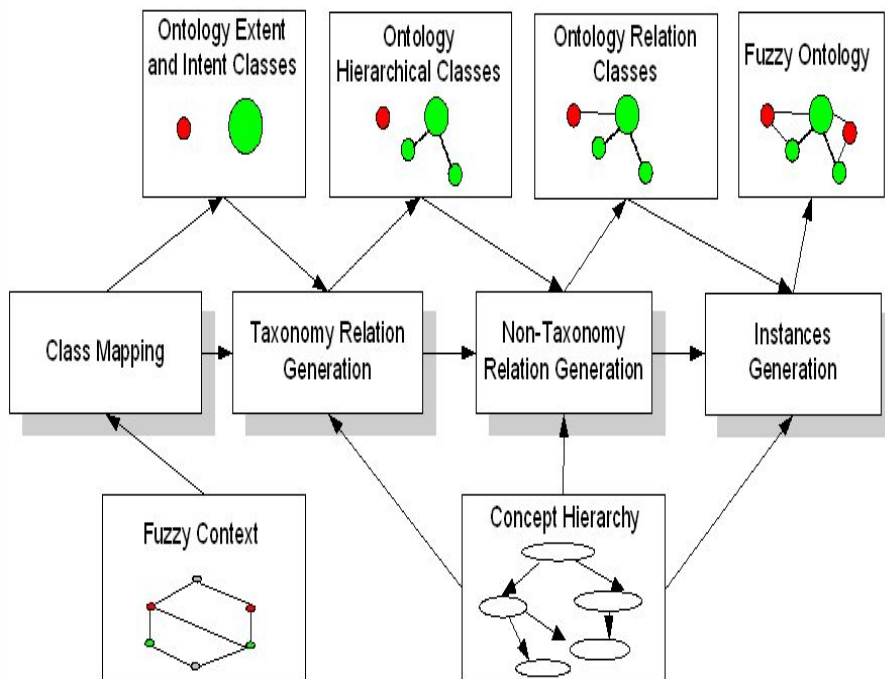 Ontology Extent
and Intent Classes
Ontology
Hierarchical Classes
Ontology Relation
Classes
Fuzzy Ontology
Class Mapping
Taxonomy Relation
Generation
Non-Taxonomy
Relation Generation
Instances
Generation
Fuzzy Context
Concept Hierarchy